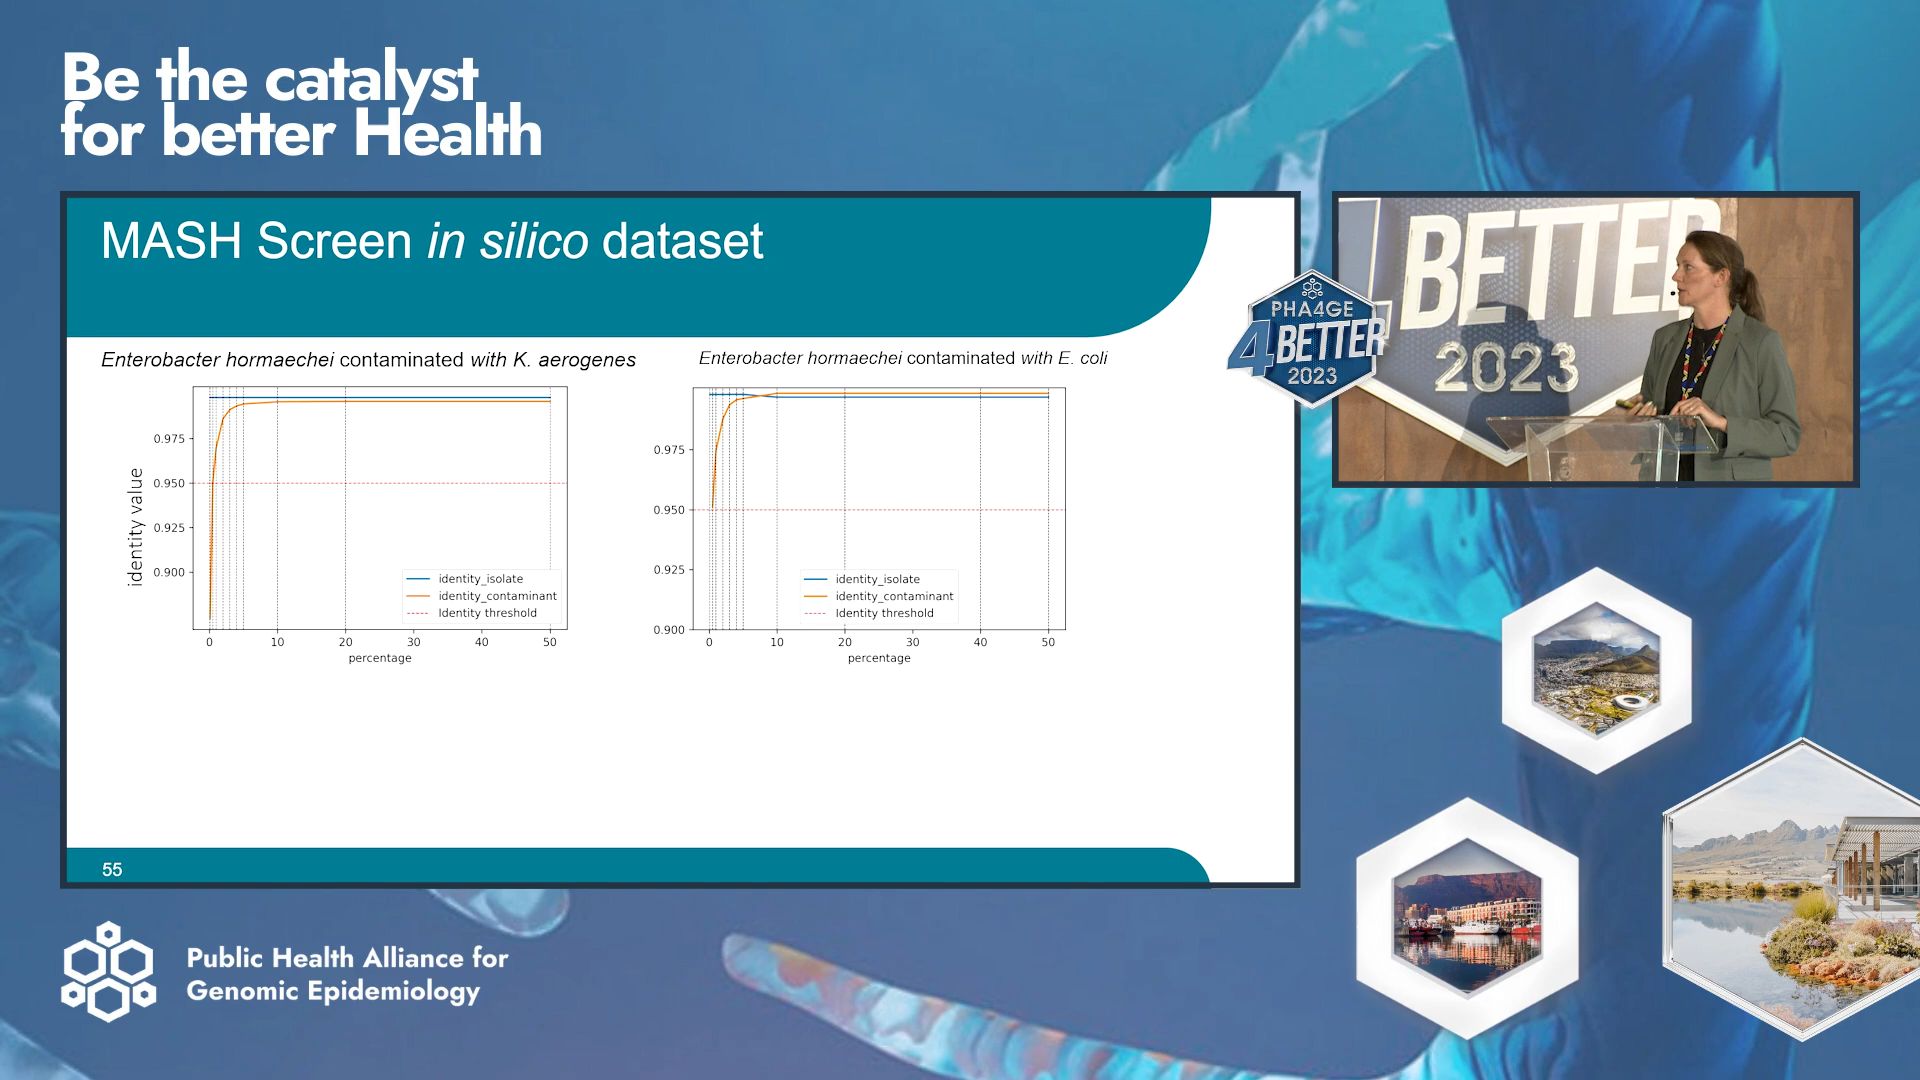 Be the catalyst
for better Health
MASH Screen in silico dataset
Enterobacter hormaechei contaminated with K. aerogenes
Enterobacter hormaechei contaminated with E. coli
identity value
0.975
0.950
0.925
0.900
identity_isolate
identity_contaminant
Identity threshold
0 10 20 30 40 50
percentage
0.975
0.950
0.925
0.900
identity_isolate
identity_contaminant
Identity threshold
0 10 20 30 40 50
percentage
55
PHA4GE
4BETTER
2023
BETTER
2023
Public Health Alliance for
Genomic Epidemiology